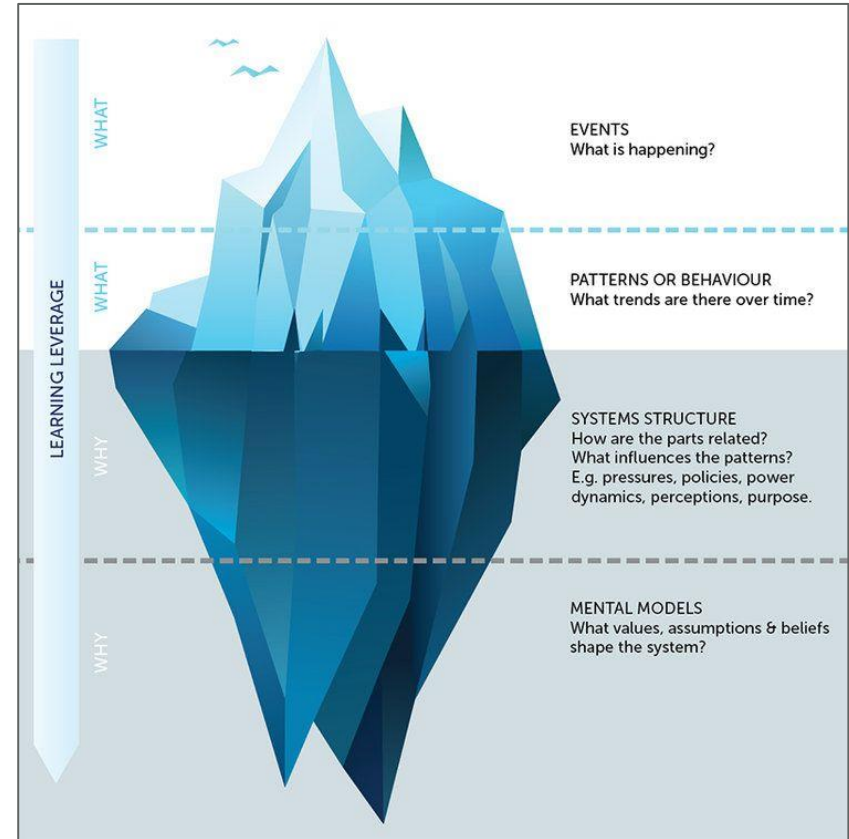 LEARNING LEVERAGE
WHAT
EVENTS
What is happening?
WHAT
PATTERNS OR BEHAVIOUR
What trends are there over time?
WHY
SYSTEMS STRUCTURE
How are the parts related?
What influences the patterns?
E.g. pressures, policies, power
dynamics, perceptions, purpose.
WHY
MENTAL MODELS
What values, assumptions & beliefs
shape the system?